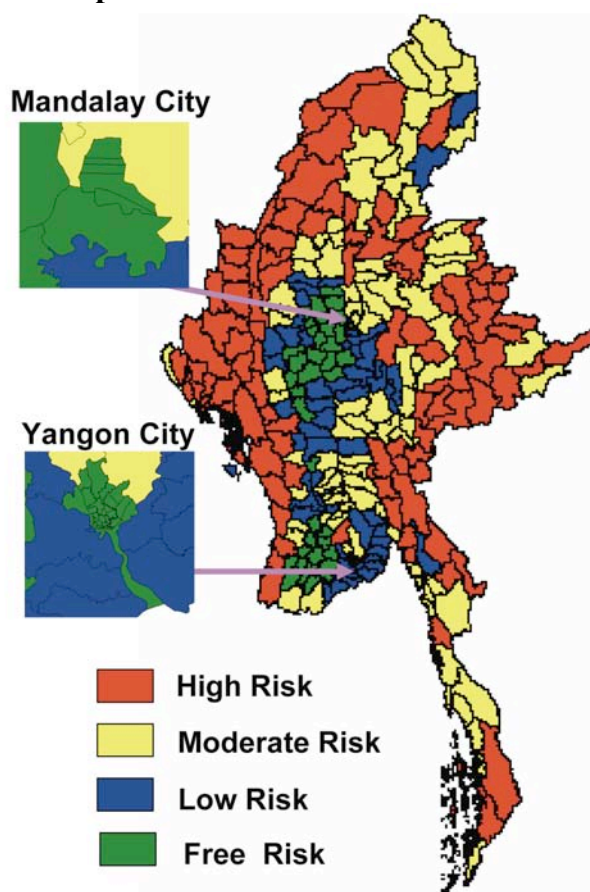 Mandalay City
Yangon City
High Risk
Moderate Risk
Low Risk
Free Risk